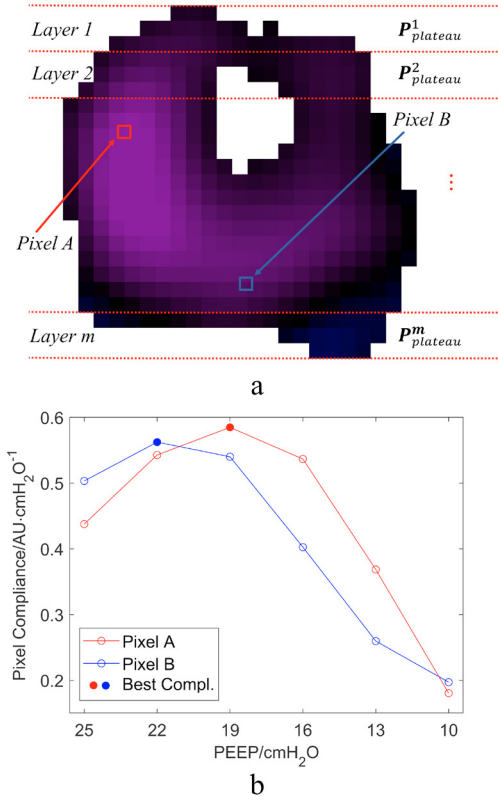 Layer 1
P^1_plateau
Layer 2
P^2_plateau
Pixel B
Pixel A
⋮
Layer m
P^m_plateau
a
0.6
0.5
0.4
0.3
0.2
Pixel Compliance/AU·cmH₂O⁻¹
Pixel A
Pixel B
Best Compl.
25 22 19 16 13 10
PEEP/cmH₂O
b